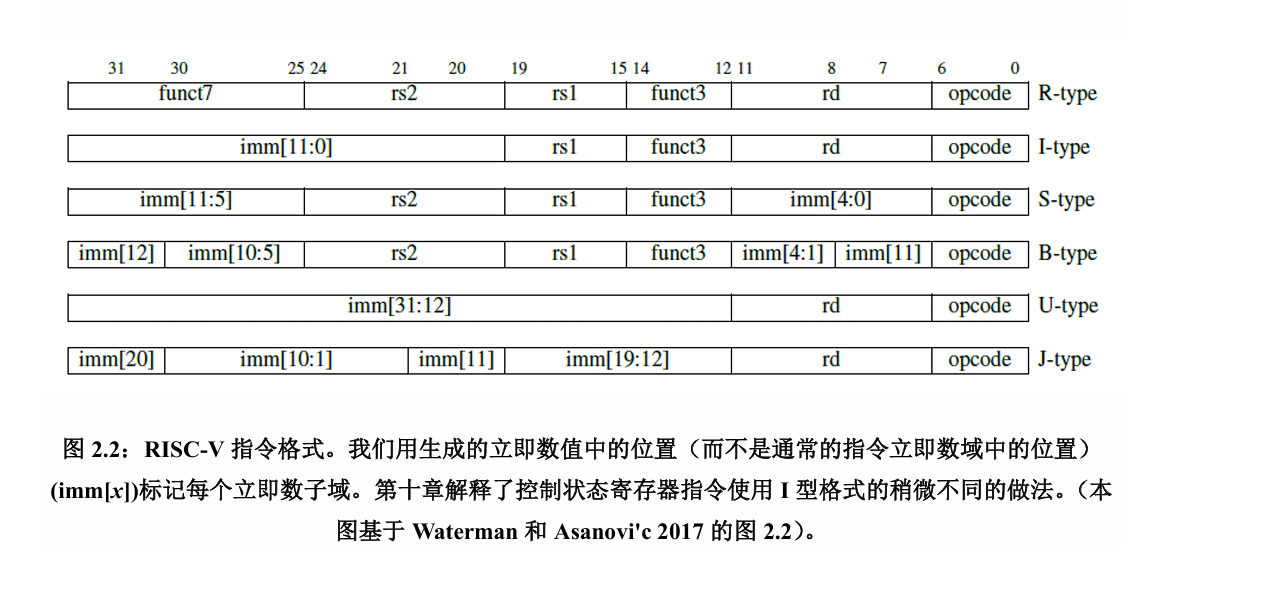 31 30 25 24 21 20 19 15 14 12 11 8 7 6 0
funct7 rs2 rs1 funct3 rd opcode R-type
imm[11:0] rs1 funct3 rd opcode I-type
imm[11:5] rs2 rs1 funct3 imm[4:0] opcode S-type
imm[12] imm[10:5] rs2 rs1 funct3 imm[4:1] imm[11] opcode B-type
imm[31:12] rd opcode U-type
imm[20] imm[10:1] imm[11] imm[19:12] rd opcode J-type
图 2.2：RISC-V 指令格式。我们用生成的立即数值中的位置（而不是通常的指令立即数域中的位置）
(imm[x])标记每个立即数子域。第十章解释了控制状态寄存器指令使用 I 型格式的稍微不同的做法。（本
图基于 Waterman 和 Asanovi'c 2017 的图 2.2）。